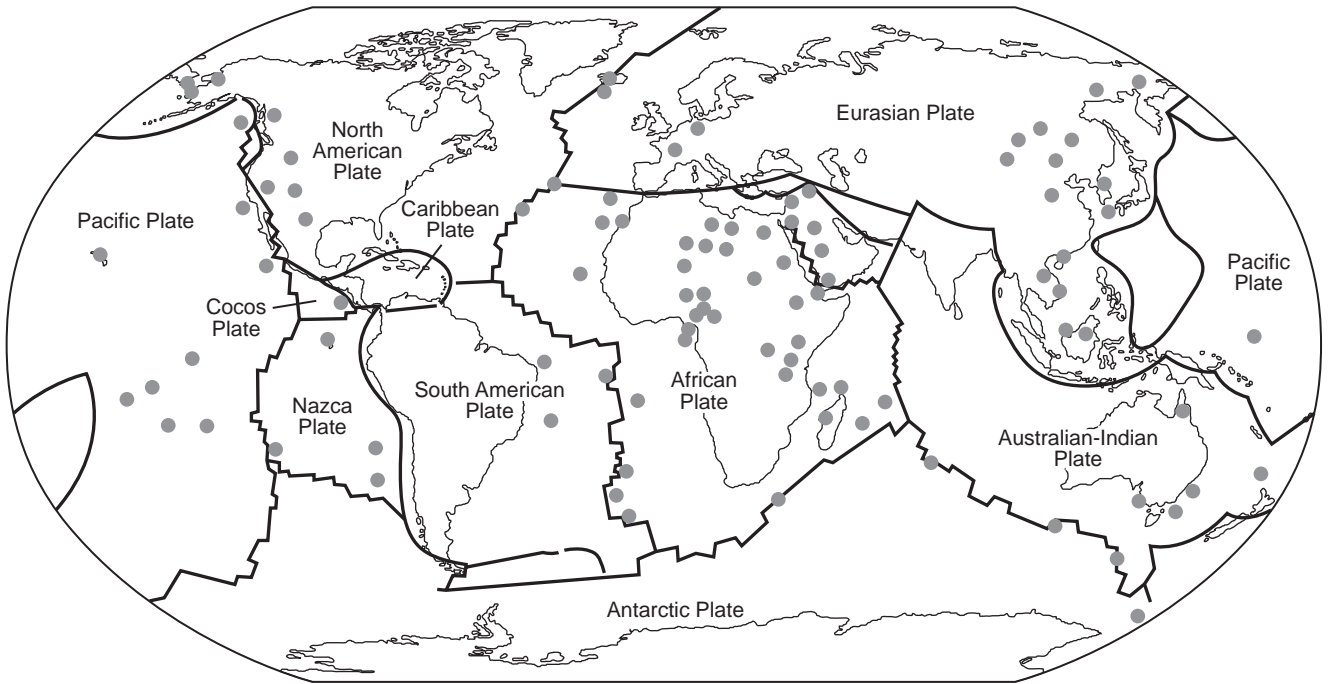 Eurasian Plate
North
American
Plate
Caribbean
Plate
Pacific Plate
Pacific
Plate
Cocos
Plate
South American
Plate
African
Plate
Nazca
Plate
Australian-Indian
Plate
Antarctic Plate